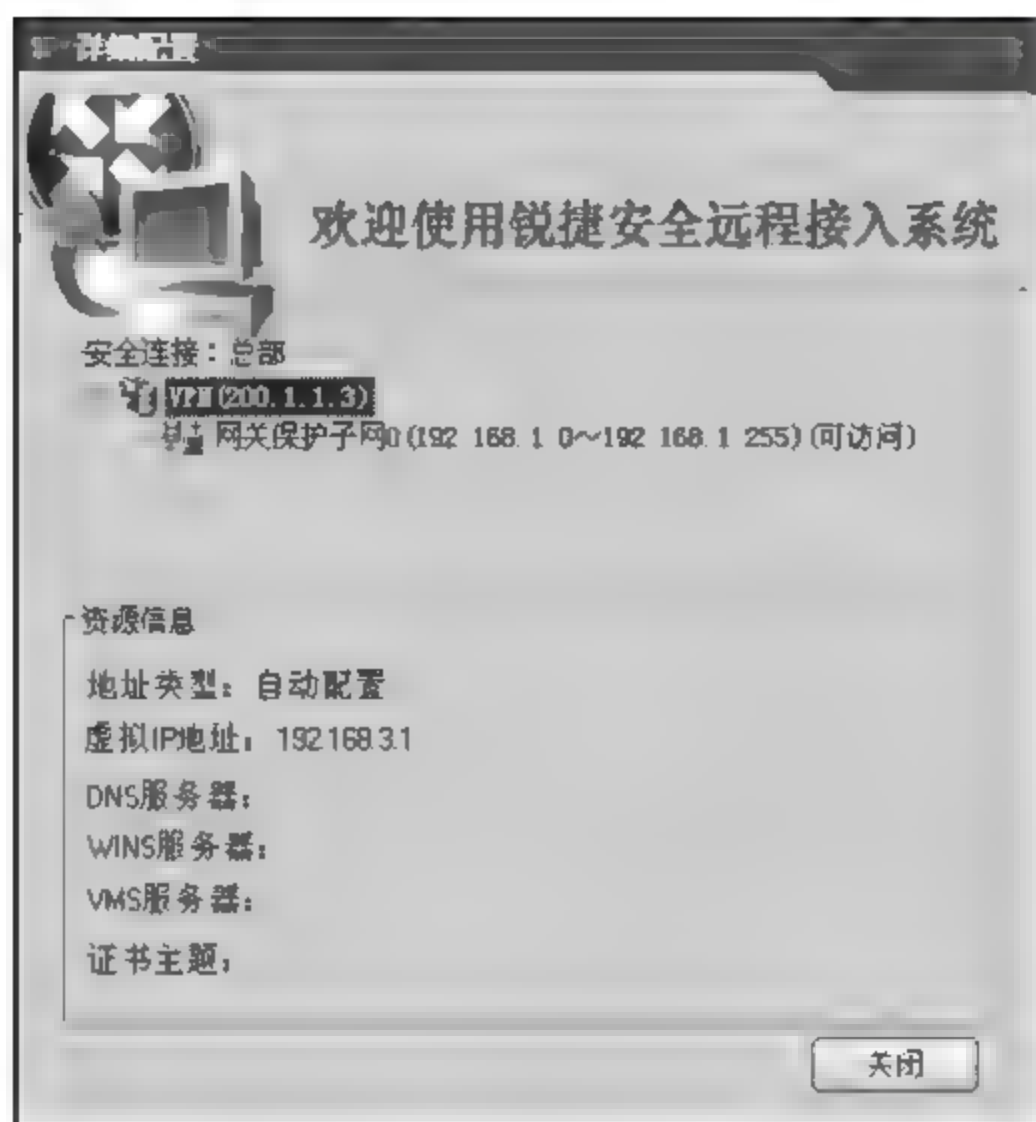 详细配置
欢迎使用锐捷安全远程接入系统
安全连接：总部
VPN(200.1.1.3)
网关保护子网0(192 168 1 0～192 168 1 255)(可访问)
资源信息
地址类型：自动配置
虚拟IP地址：192.168.3.1
DNS服务器：
WINS服务器：
VMS服务器：
证书主题：
关闭